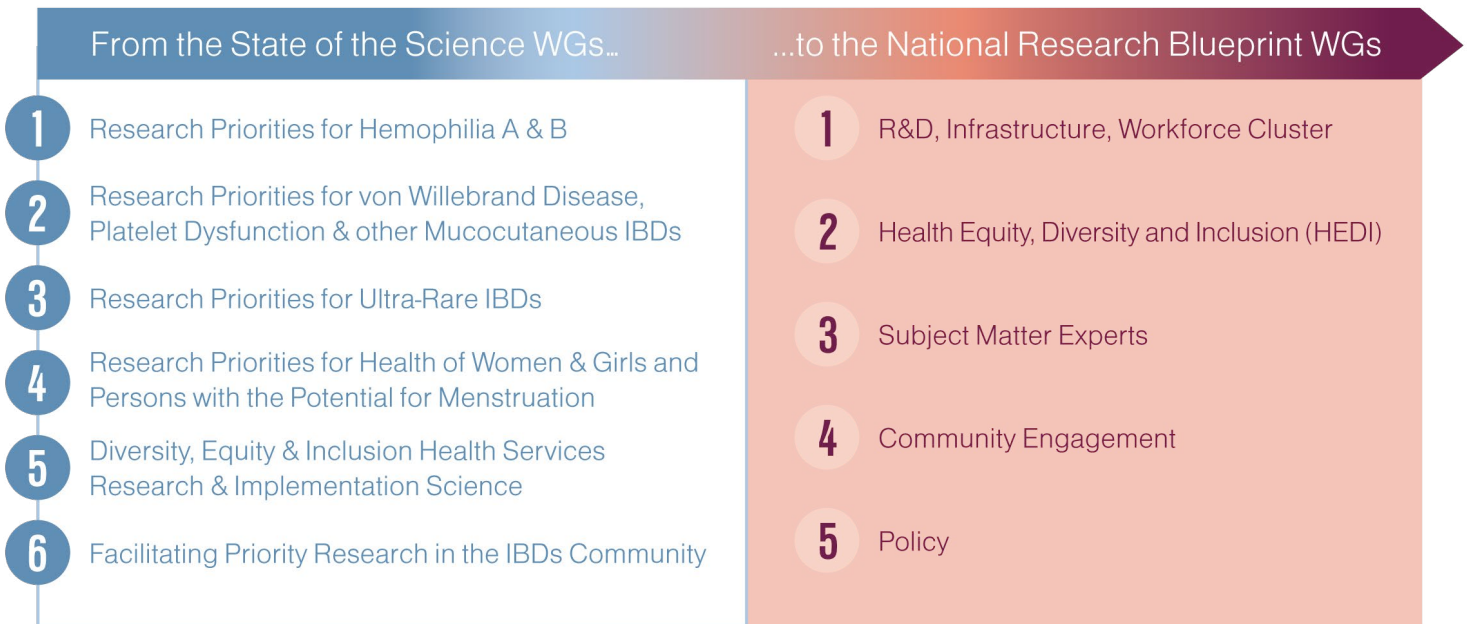 From the State of the Science WGs...
...to the National Research Blueprint WGs
1
Research Priorities for Hemophilia A & B
2
Research Priorities for von Willebrand Disease,
Platelet Dysfunction & other Mucocutaneous IBDs
3
Research Priorities for Ultra-Rare IBDs
4
Research Priorities for Health of Women & Girls and
Persons with the Potential for Menstruation
5
Diversity, Equity & Inclusion Health Services
Research & Implementation Science
6
Facilitating Priority Research in the IBDs Community
1
R&D, Infrastructure, Workforce Cluster
2
Health Equity, Diversity and Inclusion (HEDI)
3
Subject Matter Experts
4
Community Engagement
5
Policy